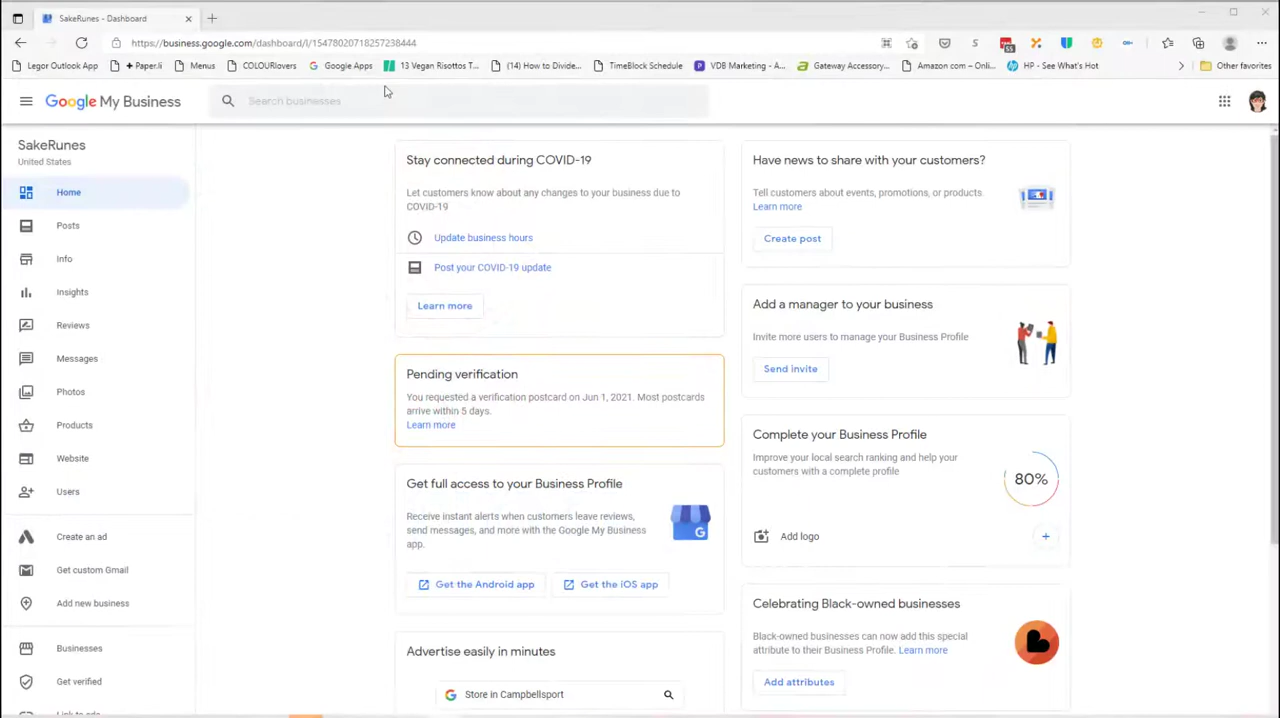 SakeRunes - Dashboard
https://business.google.com/dashboard/l/15478020718257238444
S
55
Legor Outlook App
+ Paper.li
Menus
COLOURlovers
Google Apps
13 Vegan Risottos T...
(14) How to Divide...
TimeBlock Schedule
VDB Marketing - A...
Gateway Accessory...
Amazon com – Onli...
HP - See What's Hot
Other favorites
Google My Business
Search businesses
SakeRunes
United States
Home
Posts
Info
Insights
Reviews
Messages
Photos
Products
Website
Users
Create an ad
Get custom Gmail
Add new business
Businesses
Get verified
Link to ads
Stay connected during COVID-19
Let customers know about any changes to your business due to
COVID-19
Update business hours
Post your COVID-19 update
Learn more
Pending verification
You requested a verification postcard on Jun 1, 2021. Most postcards
arrive within 5 days.
Learn more
Get full access to your Business Profile
Receive instant alerts when customers leave reviews,
send messages, and more with the Google My Business
app.
G
Get the Android app
Get the iOS app
Advertise easily in minutes
Store in Campbellsport
Have news to share with your customers?
Tell customers about events, promotions, or products.
Learn more
Create post
Add a manager to your business
Invite more users to manage your Business Profile
Send invite
Complete your Business Profile
Improve your local search ranking and help your
customers with a complete profile
80%
Add logo
Celebrating Black-owned businesses
Black-owned businesses can now add this special
attribute to their Business Profile. Learn more
Add attributes